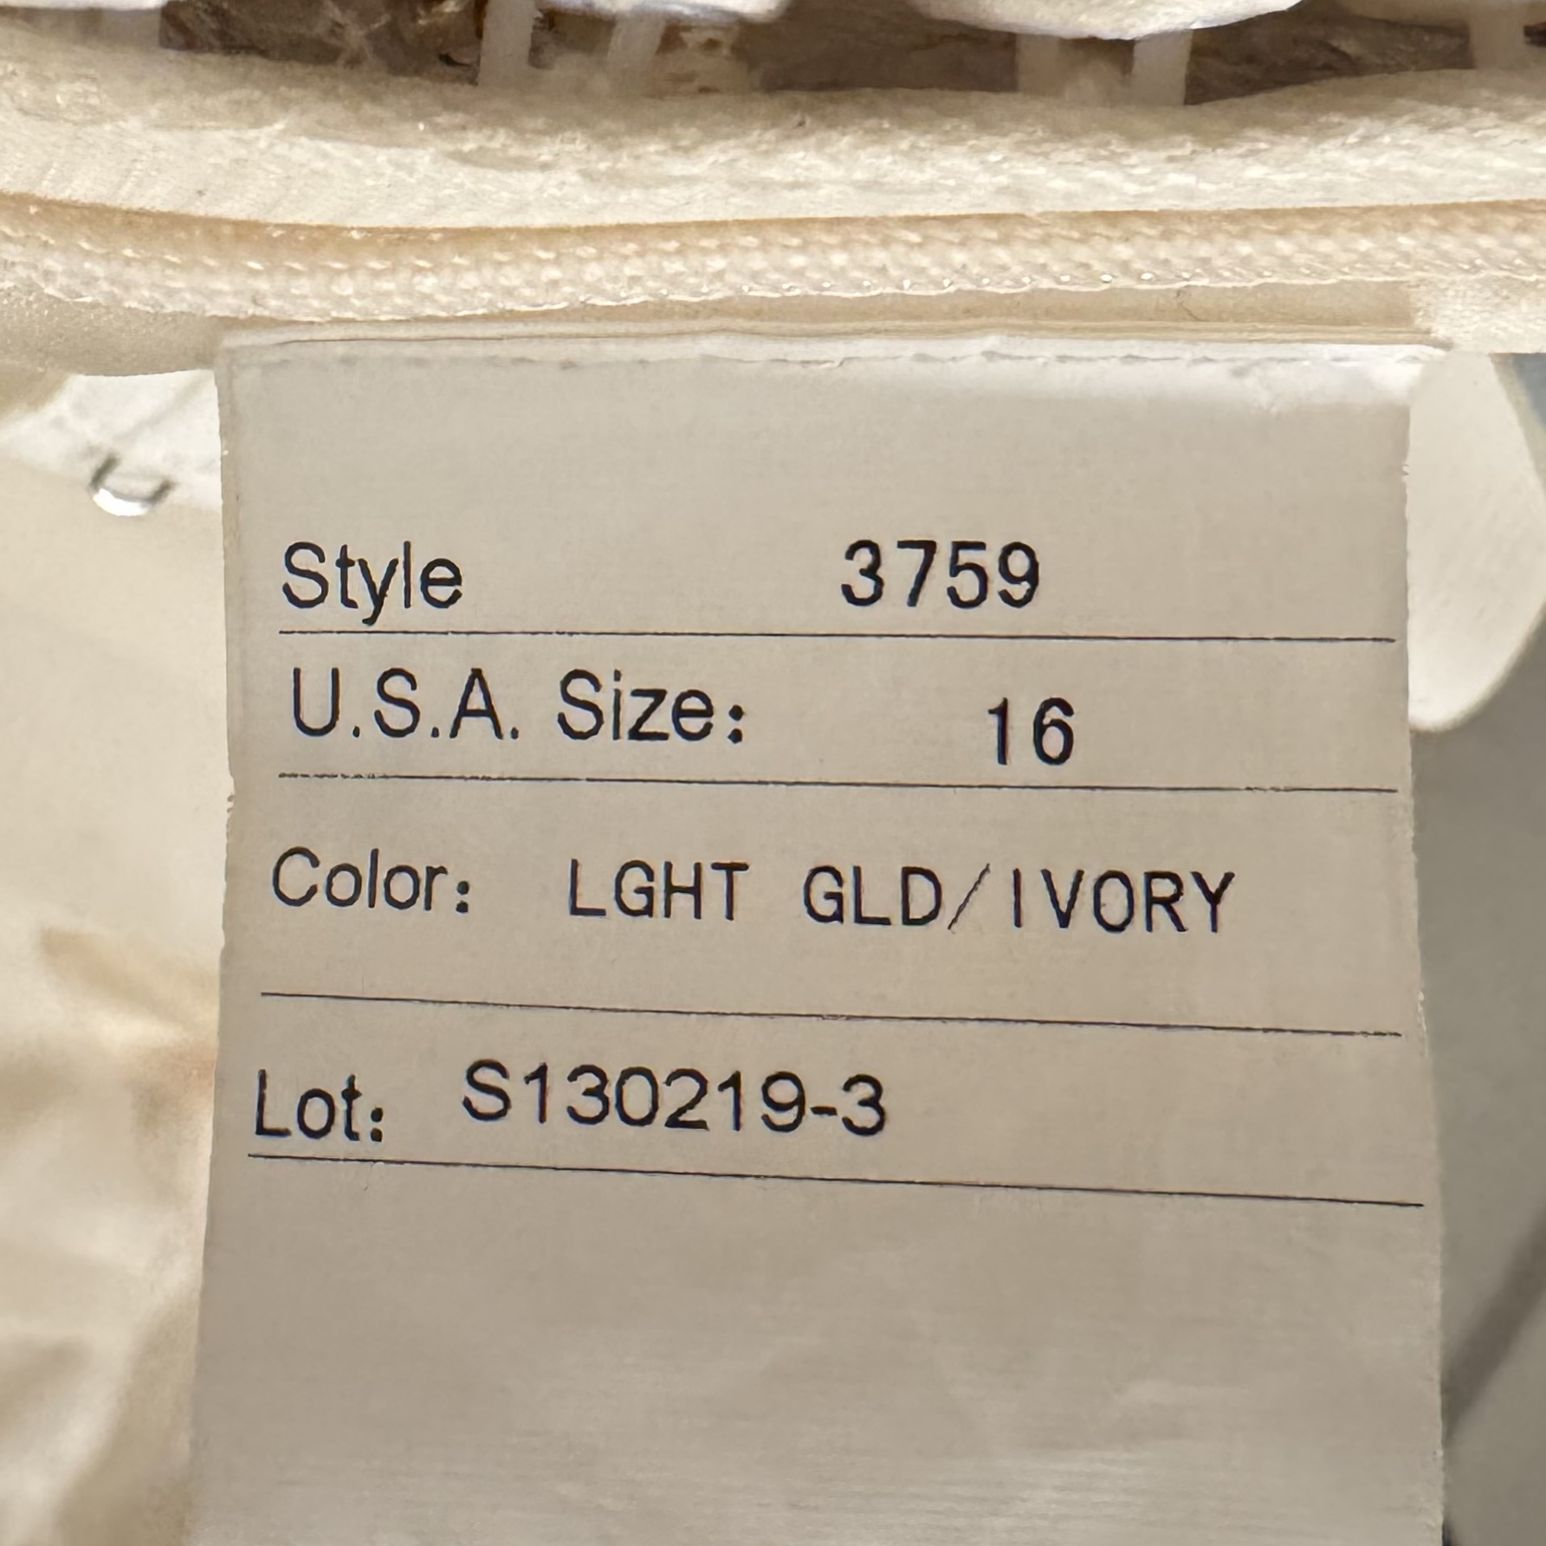 Style 3759
U.S.A. Size: 16
Color: LGHT GLD/IVORY
Lot: S130219-3